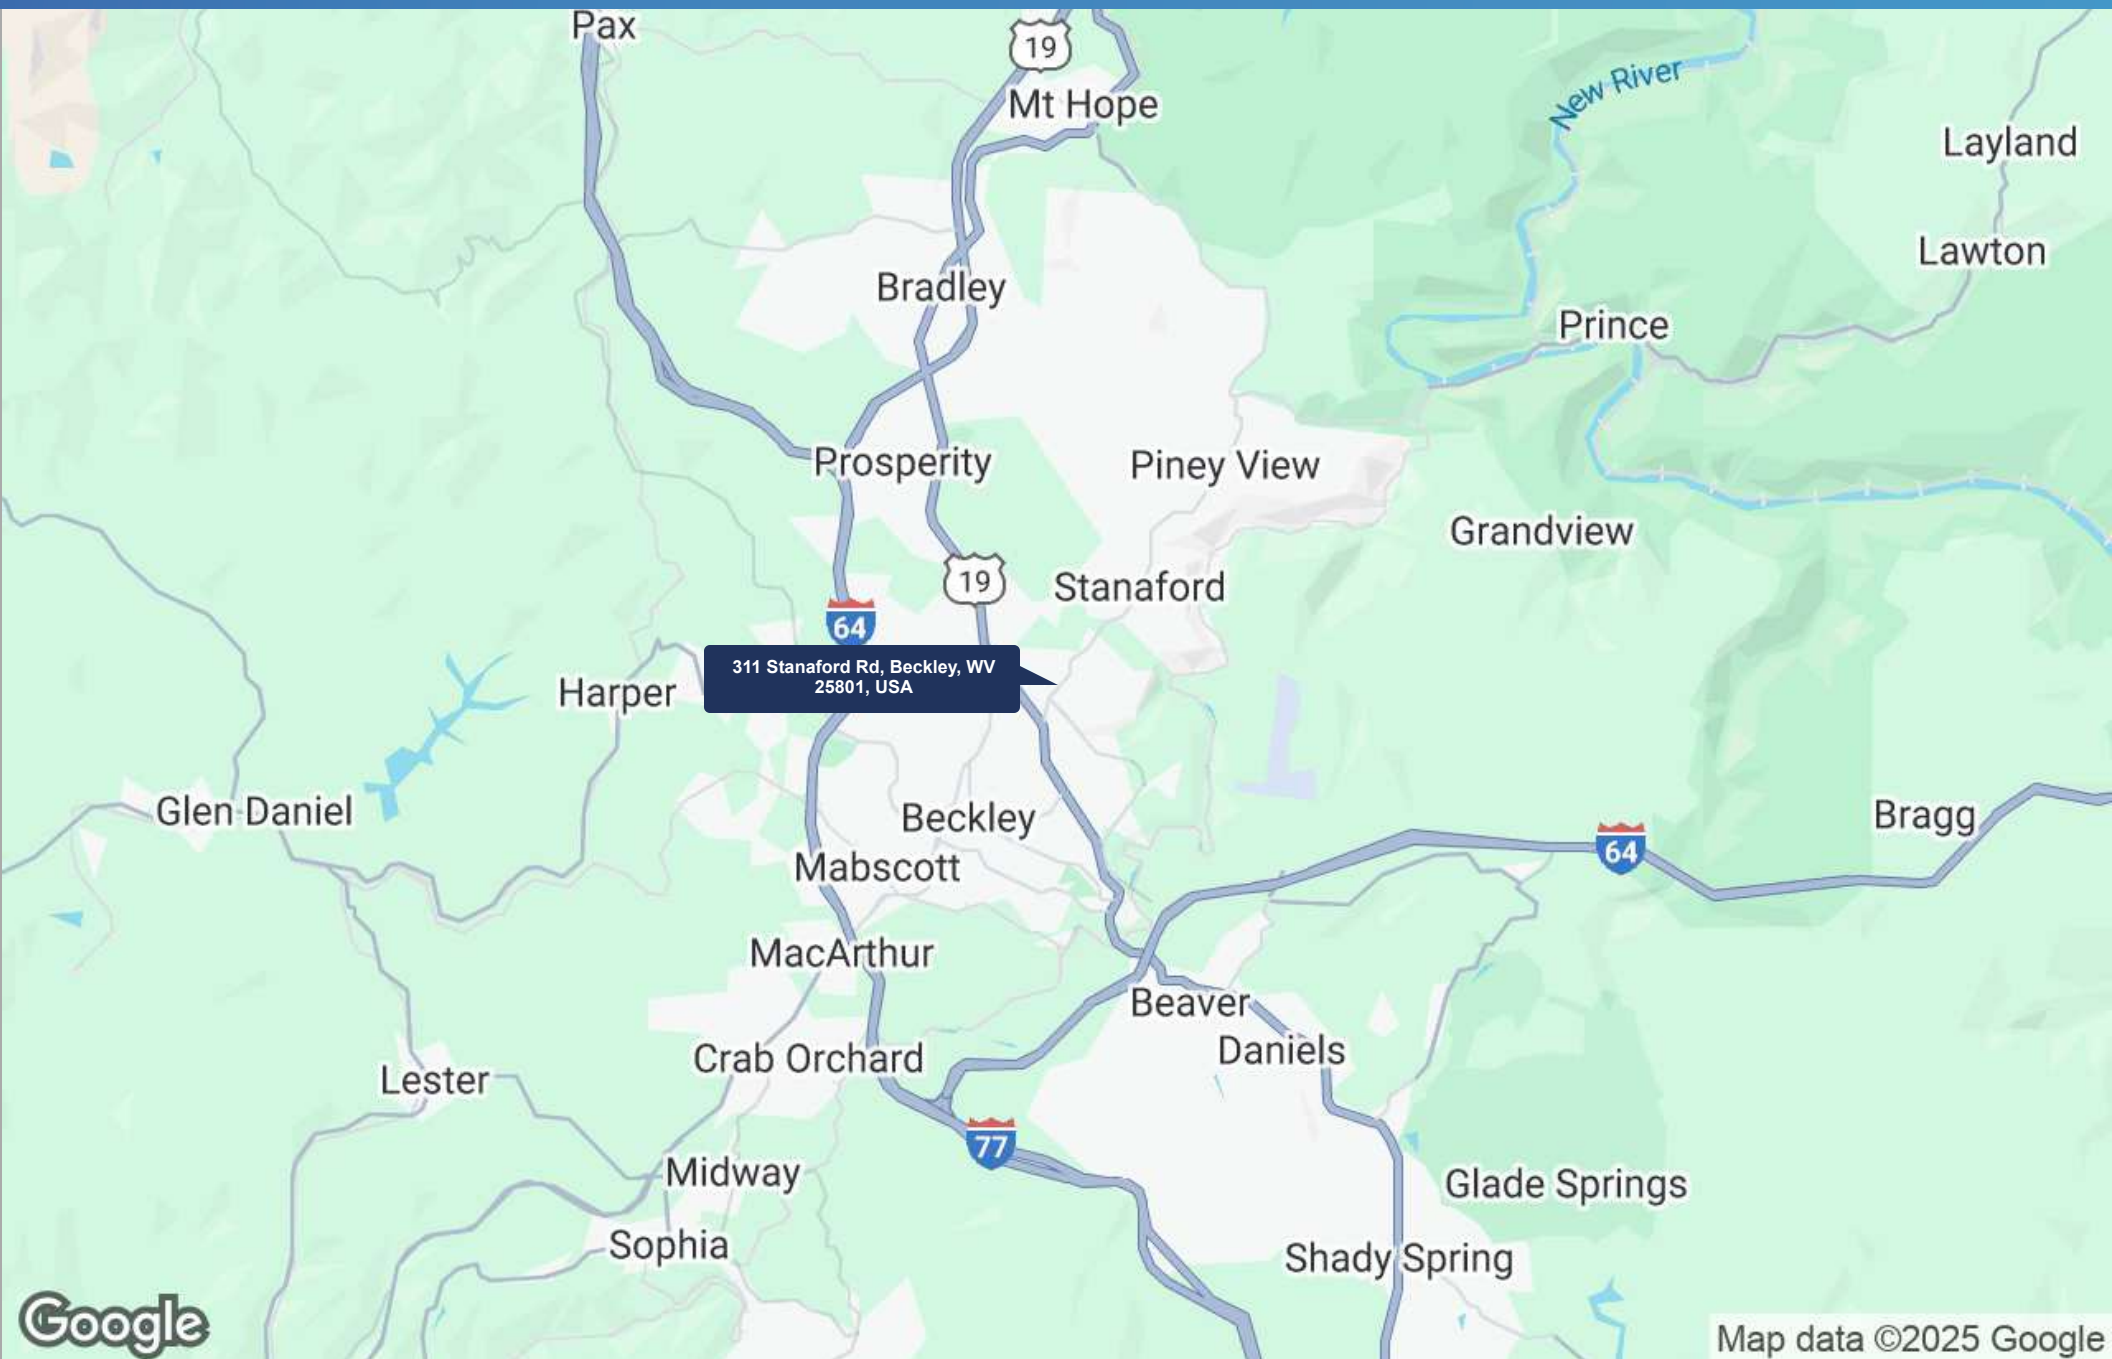 Pax
19
Mt Hope
New River
Layland
Lawton
Bradley
Prince
Prosperity
Piney View
Grandview
19
Stanaford
64
311 Stanaford Rd, Beckley, WV
25801, USA
Harper
Glen Daniel
Beckley
Bragg
64
Mabscott
MacArthur
Beaver
Daniels
Crab Orchard
Lester
77
Midway
Glade Springs
Sophia
Shady Spring
Google
Map data ©2025 Google